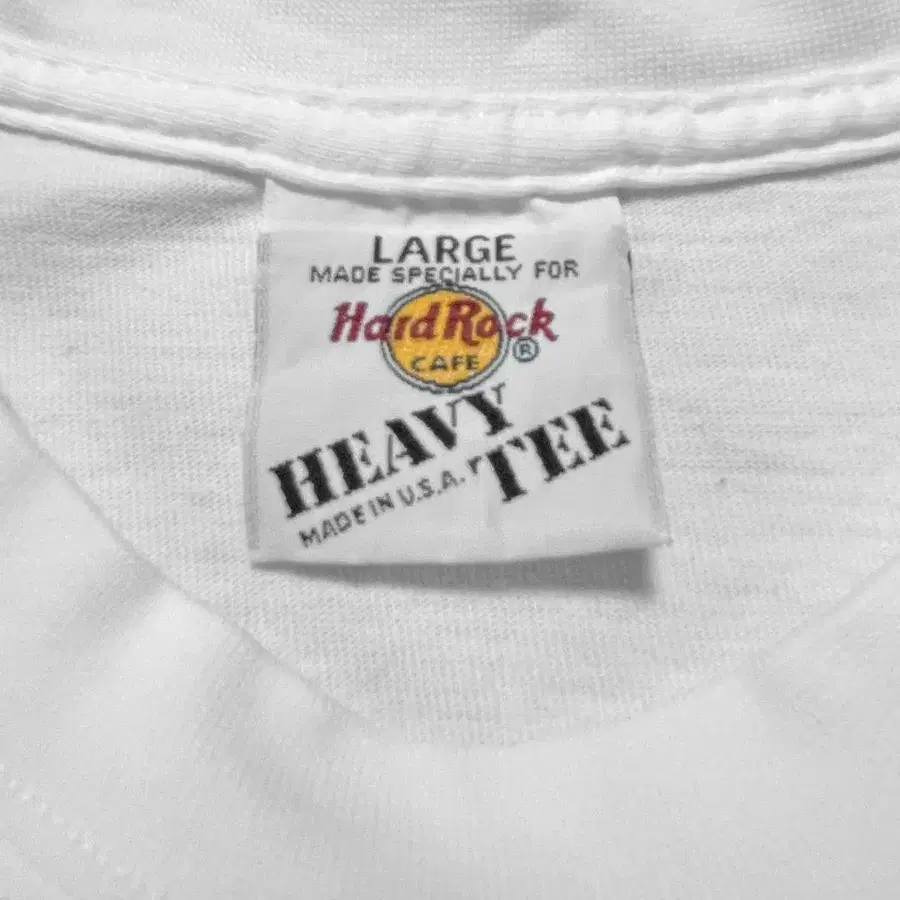 LARGE
MADE SPECIALLY FOR
Hard Rock
CAFE ®
HEAVY
TEE
MADE IN U.S.A.